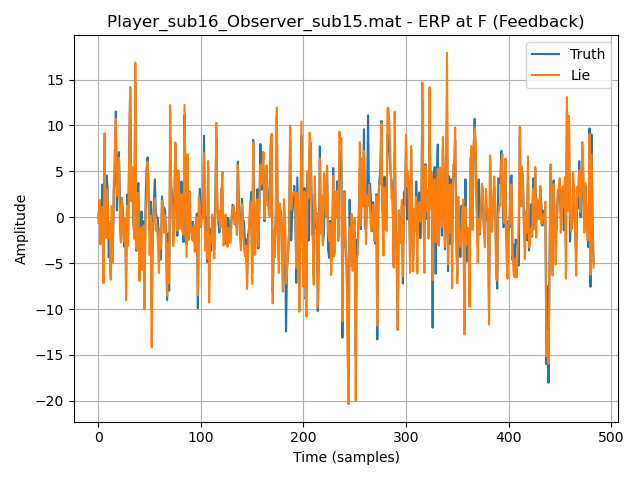 Player_sub16_Observer_sub15.mat - ERP at F (Feedback)
Truth
Lie
Amplitude
15
10
5
0
−5
−10
−15
−20
0 100 200 300 400 500
Time (samples)